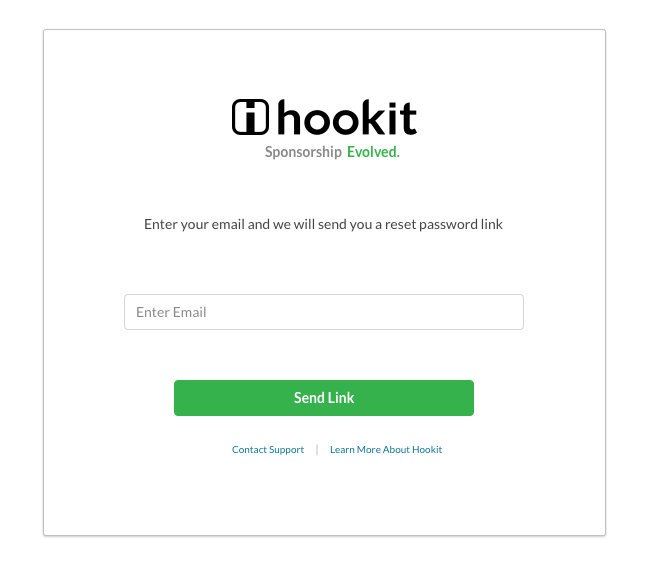 hookit
Sponsorship Evolved.
Enter your email and we will send you a reset password link
Enter Email
Send Link
Contact Support | Learn More About Hookit